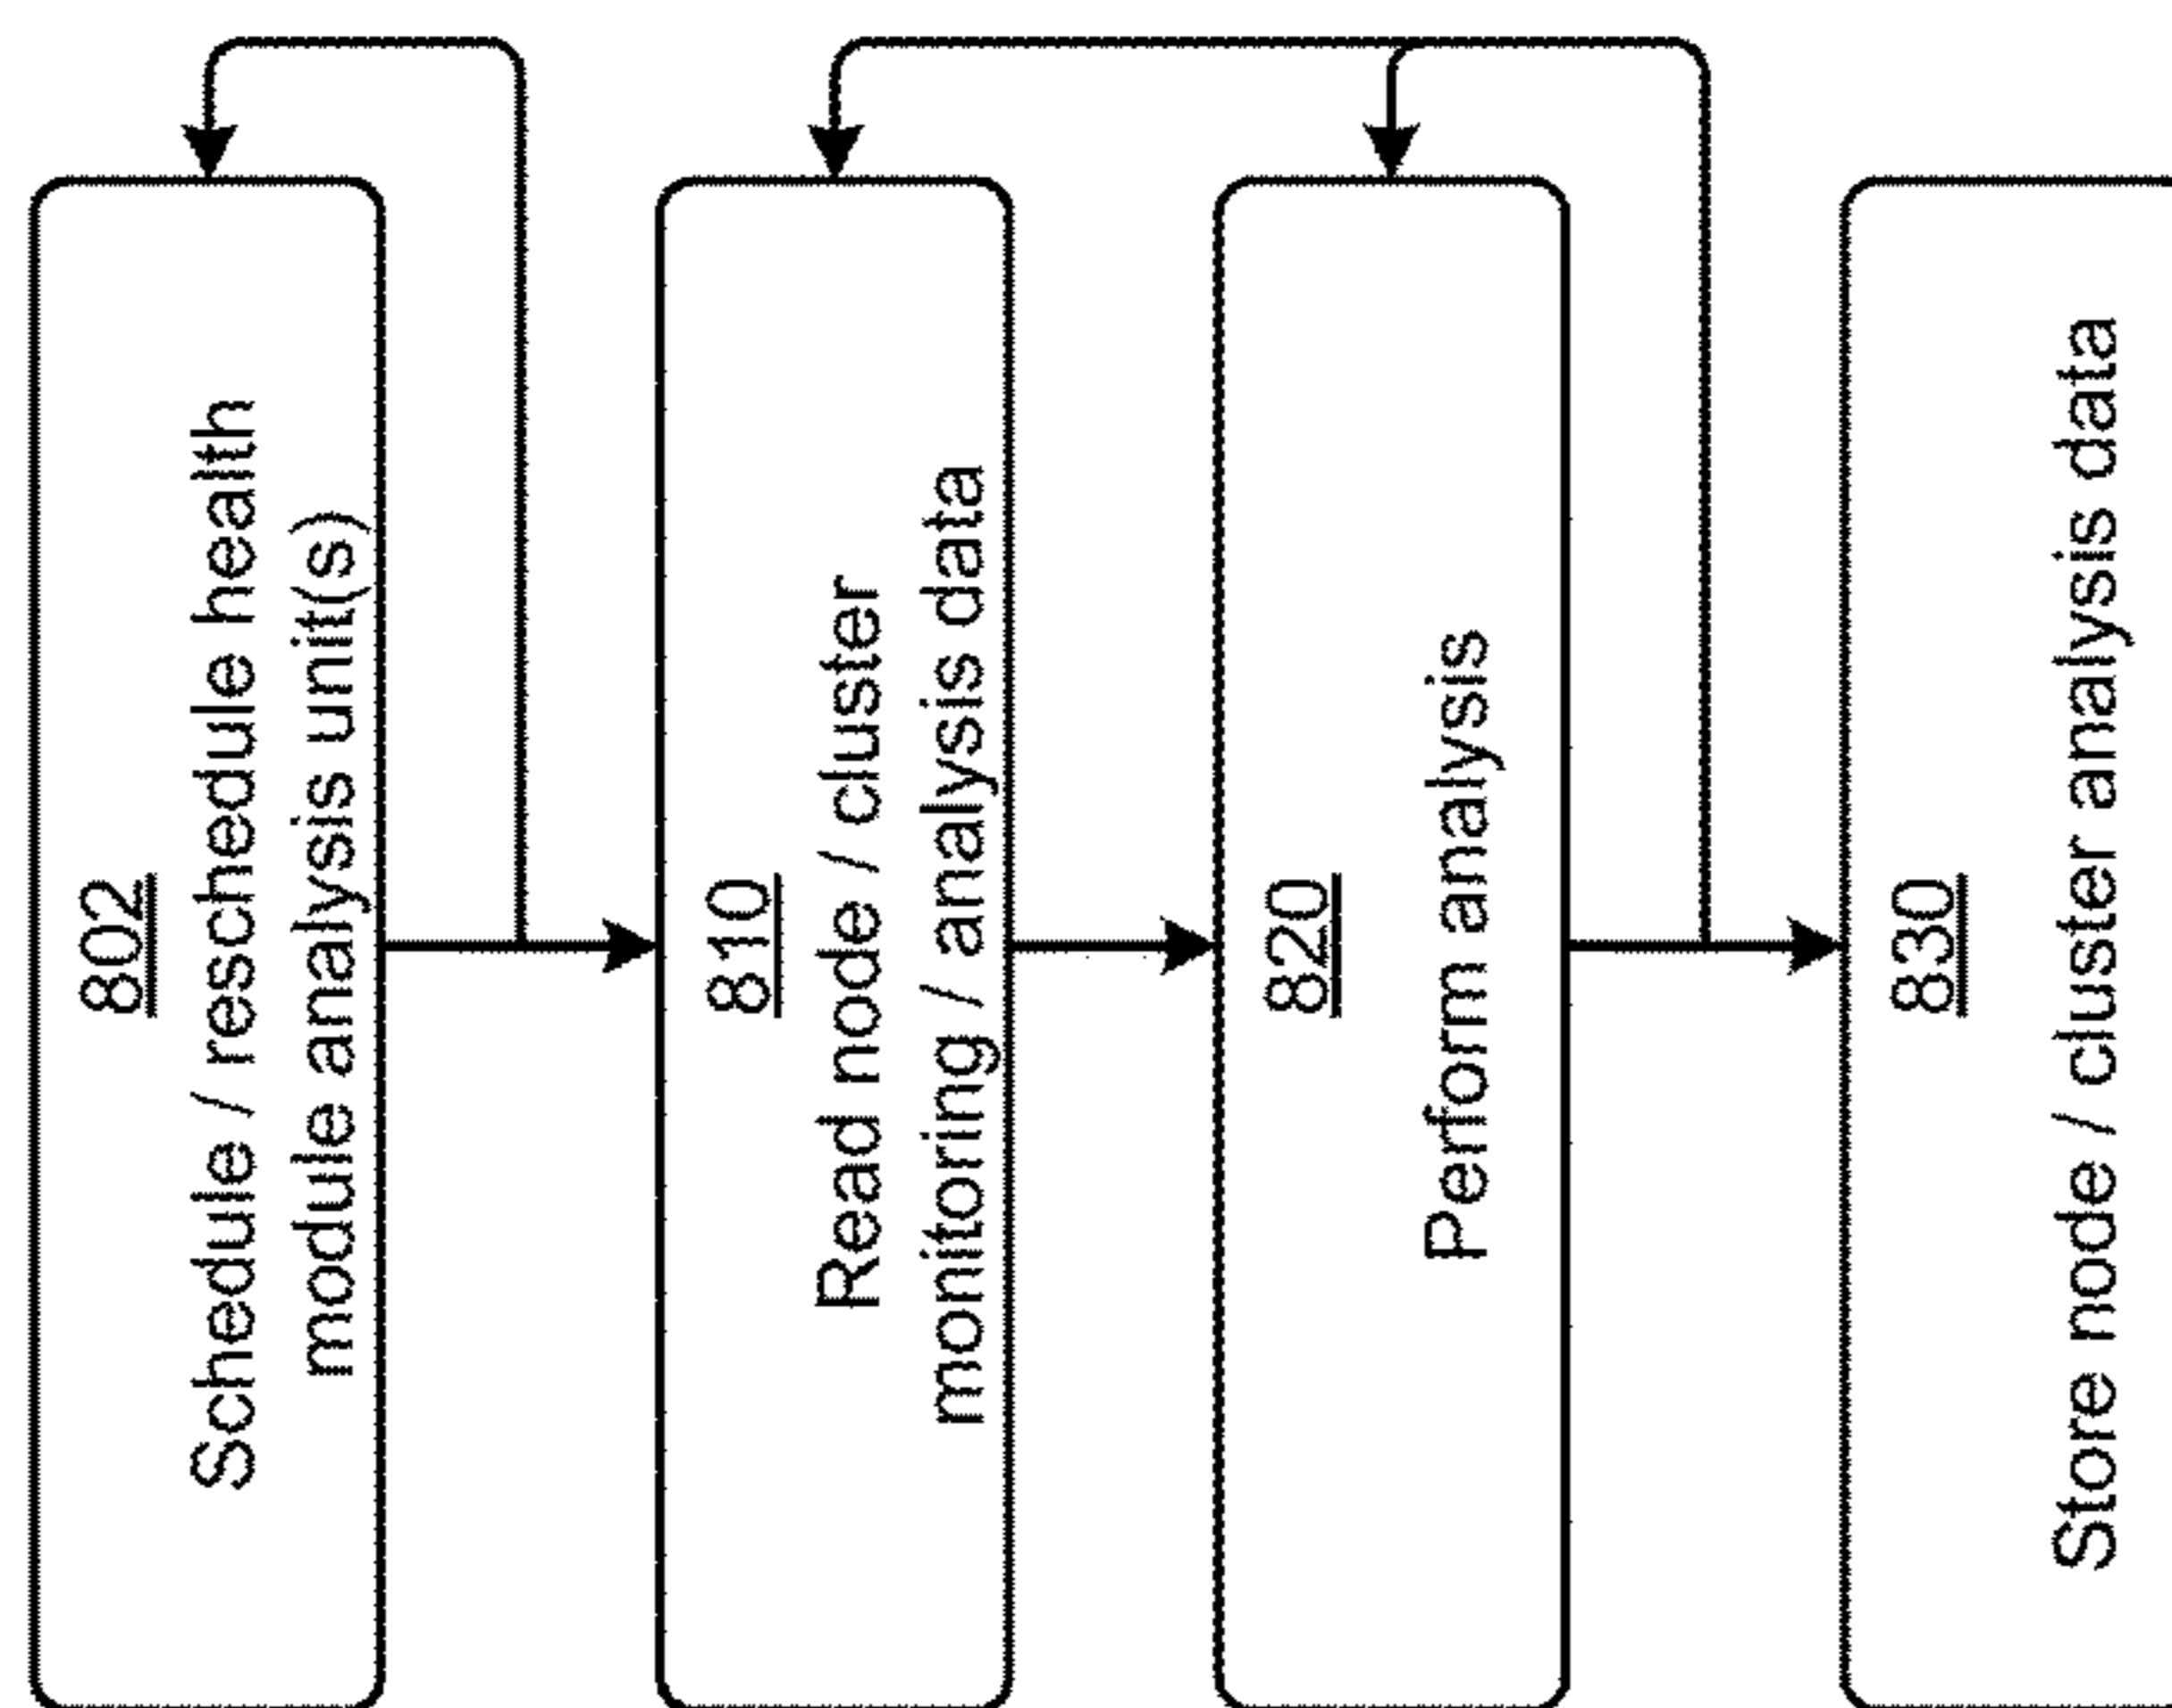 802
Schedule / reschedule health
module analysis unit(s)
810
Read node / cluster
monitoring / analysis data
820
Perform analysis
830
Store node / cluster analysis data